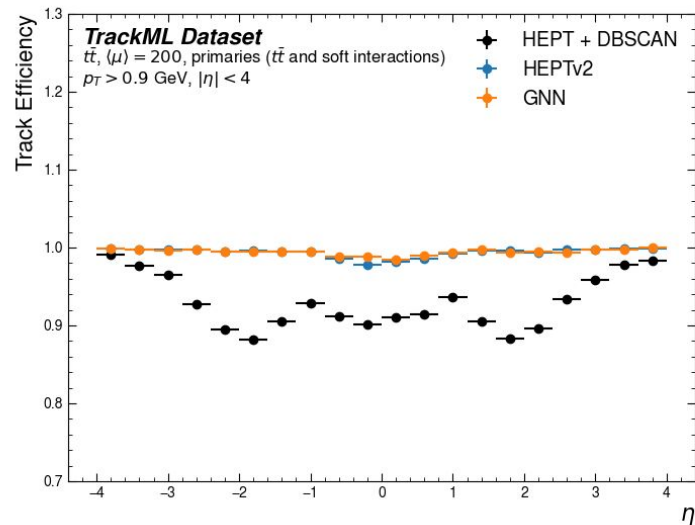 TrackML Dataset
tt̄, ⟨μ⟩ = 200, primaries (tt̄ and soft interactions)
p_T > 0.9 GeV, |η| < 4
HEPT + DBSCAN
HEPTv2
GNN
Track Efficiency
1.3
1.2
1.1
1.0
0.9
0.8
0.7
−4 −3 −2 −1 0 1 2 3 4
η